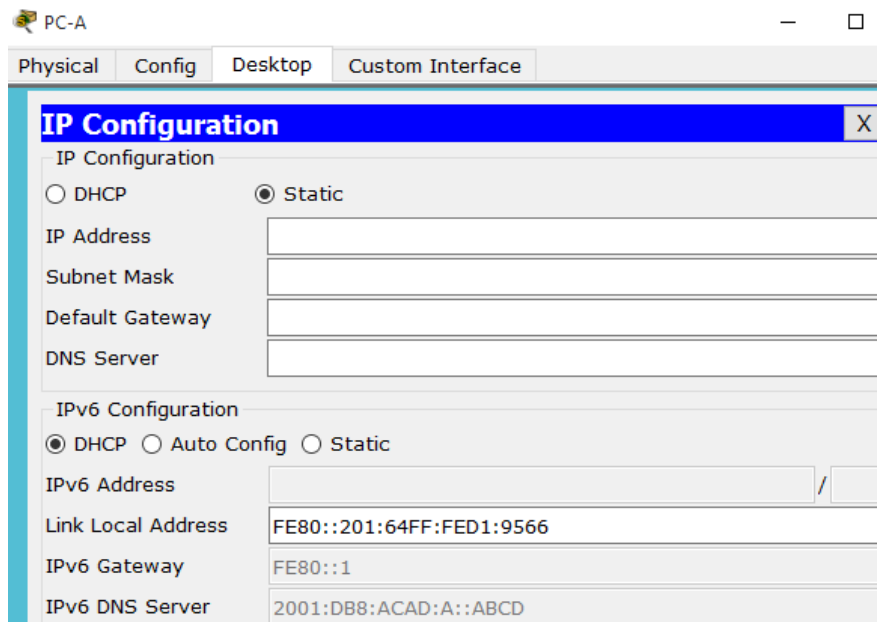 PC-A
Physical Config Desktop Custom Interface
IP Configuration X
IP Configuration
DHCP Static
IP Address
Subnet Mask
Default Gateway
DNS Server
IPv6 Configuration
DHCP Auto Config Static
IPv6 Address /
Link Local Address FE80::201:64FF:FED1:9566
IPv6 Gateway FE80::1
IPv6 DNS Server 2001:DB8:ACAD:A::ABCD